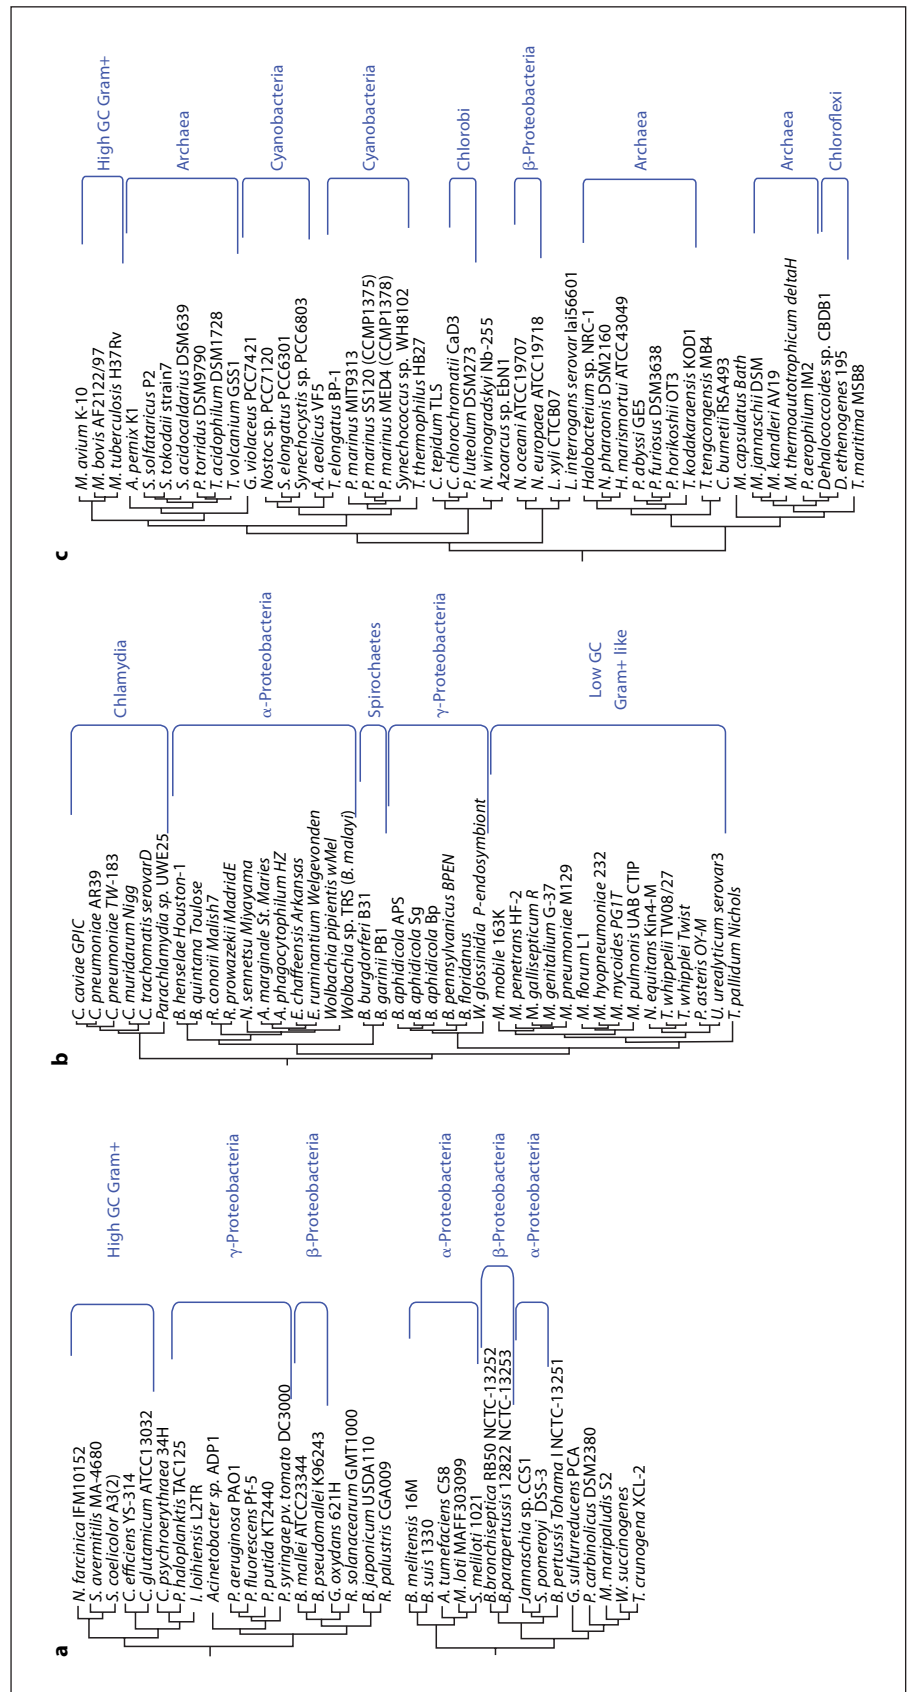 a
N. farcinica IFM10152
S. avermitilis MA-4680
S. coelicolor A3(2)
C. efficiens YS-314
C. glutamicum ATCC13032
C. psychroerythraea 34H
P. haloplanktis TAC125
I. loihiensis L2TR
Acinetobacter sp. ADP1
P. aeruginosa PAO1
P. fluorescens Pf-5
P. putida KT2440
P. syringae pv. tomato DC3000
B. mallei ATCC23344
B. pseudomallei K96243
G. oxydans 621H
R. solanacearum GMT1000
B. japonicum USDA110
R. palustris CGA009
High GC Gram+
γ-Proteobacteria
β-Proteobacteria
B. melitensis 16M
B. suis 1330
A. tumefaciens C58
M. loti MAFF303099
S. meliloti 1021
B.bronchiseptica RB50 NCTC-13252
B.parapertussis 12822 NCTC-13253
Jannaschia sp. CCS1
S. pomeroyi DSS-3
B. pertussis Tohama I NCTC-13251
G. sulfurreducens PCA
P. carbinolicus DSM2380
M. maripaludis S2
W. succinogenes
T. crunogena XCL-2
α-Proteobacteria
β-Proteobacteria
α-Proteobacteria
b
C. caviae GPIC
C. pneumoniae AR39
C. pneumoniae TW-183
C. muridarum Nigg
C. trachomatis serovarD
Parachlamydia sp. UWE25
B. henselae Houston-1
B. quintana Toulose
R. conorii Malish7
R. prowazekii MadridE
N. sennetsu Miyayama
A. marginale St. Maries
A. phagocytophilum HZ
E. chaffeensis Arkansas
E. ruminantium Welgevonden
Wolbachia pipientis wMel
Wolbachia sp. TRS (B. malayi)
B. burgdorferi B31
B. garinii PB1
B. aphidicola APS
B. aphidicola Sg
B. aphidicola Bp
B. pennsylvanicus BPEN
B. floridanus
W. glossinidia P-endosymbiont
M. mobile 163K
M. penetrans HF-2
M. gallisepticum R
M. genitalium G-37
M. pneumoniae M129
M. florum L1
M. hyopneumoniae 232
M. mycoides PG1T
M. pulmonis UAB CTIP
N. equitans Kin4-M
T. whippelii TW08/27
T. whipplei Twist
P. asteris OY-M
U. urealyticum serovar3
T. pallidum Nichols
Chlamydia
α-Proteobacteria
Spirochaetes
γ-Proteobacteria
Low GC
Gram+ like
c
M. avium K-10
M. bovis AF2122/97
M. tuberculosis H37Rv
A. pernix K1
S. solfataricus P2
S. tokodaii strain7
S. acidocaldarius DSM639
P. torridus DSM9790
T. acidophilum DSM1728
T. volcanium GSS1
G. violaceus PCC7421
Nostoc sp. PCC7120
S. elongatus PCC6301
Synechocystis sp. PCC6803
A. aeolicus VF5
T. elongatus BP-1
P. marinus MIT9313
P. marinus SS120 (CCMP1375)
P. marinus MED4 (CCMP1378)
Synechococcus sp. WH8102
T. thermophilus HB27
C. tepidum TLS
C. chlorochromatii CaD3
P. luteolum DSM273
N. winogradskyi Nb-255
Azoarcus sp. EbN1
N. oceani ATCC19707
N. europaea ATCC 19718
L. xyli CTCB07
L. interrogans serovar lai56601
Halobacterium sp. NRC-1
N. pharaonis DSM2160
H. marismortui ATCC43049
P. abyssi GE5
P. furiosus DSM3638
P. horikoshii OT3
T. kodakaraensis KOD1
T. tengcongensis MB4
C. burnetii RSA493
M. capsulatus Bath
M. jannaschii DSM
M. kandleri AV19
M. thermoautotrophicum deltaH
P. aerophilum IM2
Dehalococcoides sp. CBDB1
D. ethenogenes 195
T. maritima MSB8
High GC Gram+
Archaea
Cyanobacteria
Cyanobacteria
Chlorobi
β-Proteobacteria
Archaea
Archaea
Chloroflexi